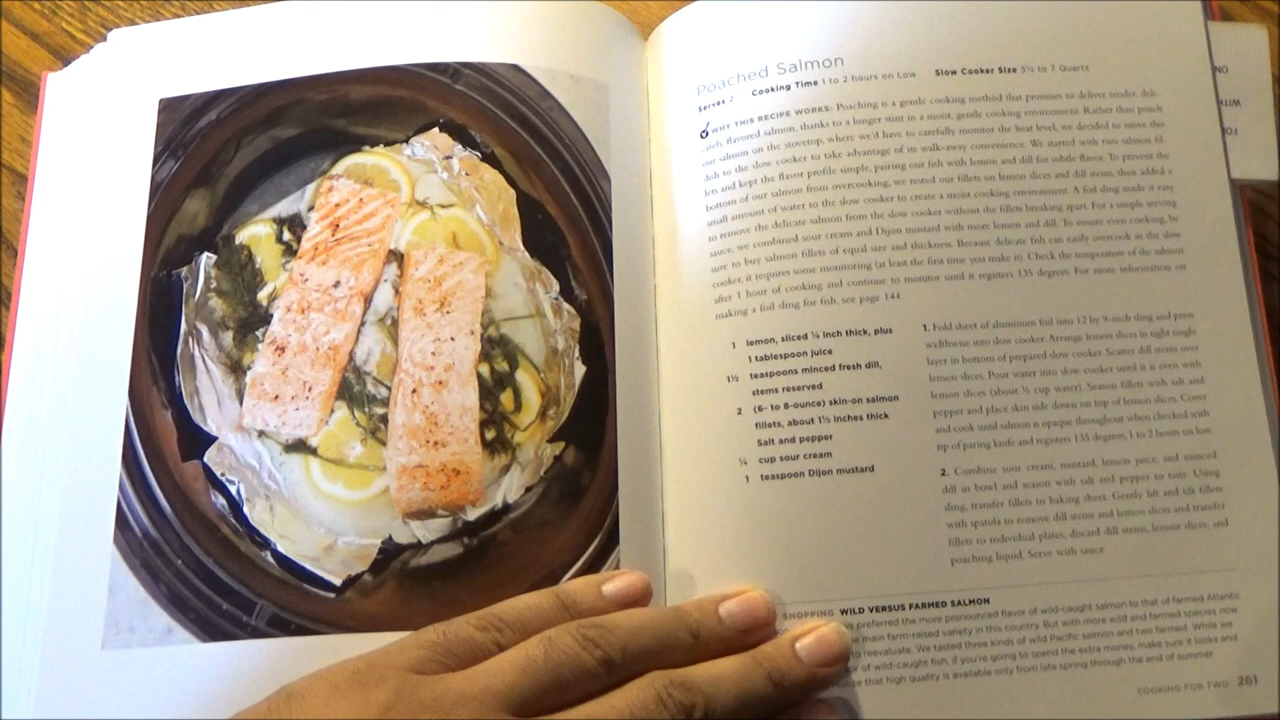 Poached Salmon
Serves 2 Cooking Time 1 to 2 hours on Low Slow Cooker Size 3½ to 7 Quarts
WHY THIS RECIPE WORKS: Poaching is a gentle cooking method that promises to deliver tender, deli-
cately flavored salmon, thanks to a longer stint in a moist, gentle cooking environment. Rather than poach
our salmon on the stovetop, where we'd have to carefully monitor the heat level, we decided to move this
dish to the slow cooker to take advantage of its walk-away convenience. We started with two salmon fil-
lets and kept the flavor profile simple, pairing our fish with lemon and dill for subtle flavor. To prevent the
bottom of our salmon from overcooking, we rested our fillets on lemon slices and dill stems, then added a
small amount of water to the slow cooker to create a moist cooking environment. A foil sling made it easy
to remove the delicate salmon from the slow cooker without the fillets breaking apart. For a simple serving
sauce, we combined sour cream and Dijon mustard with more lemon and dill. To ensure even cooking, be
sure to buy salmon fillets of equal size and thickness. Because delicate fish can easily overcook in the slow
cooker, it requires some monitoring (at least the first time you make it). Check the temperature of the salmon
after 1 hour of cooking and continue to monitor until it registers 135 degrees. For more information on
making a foil sling for fish, see page 144.
1 lemon, sliced ¼ inch thick, plus
1 tablespoon juice
1½ teaspoons minced fresh dill,
stems reserved
2 (6- to 8-ounce) skin-on salmon
fillets, about 1½ inches thick
Salt and pepper
¼ cup sour cream
1 teaspoon Dijon mustard
1. Fold sheet of aluminum foil into 12 by 9-inch sling and press
widthwise into slow cooker. Arrange lemon slices in tight single
layer in bottom of prepared slow cooker. Scatter dill stems over
lemon slices. Pour water into slow cooker until it is even with
lemon slices (about ½ cup water). Season fillets with salt and
pepper and place skin side down on top of lemon slices. Cover
and cook until salmon is opaque throughout when checked with
tip of paring knife and registers 135 degrees, 1 to 2 hours on low.
2. Combine sour cream, mustard, lemon juice, and minced
dill in bowl and season with salt and pepper to taste. Using
sling, transfer fillets to baking sheet. Gently lift and tilt fillets
with spatula to remove dill stems and lemon slices and transfer
fillets to individual plates; discard dill stems, lemon slices, and
poaching liquid. Serve with sauce.
SHOPPING WILD VERSUS FARMED SALMON
preferred the more pronounced flavor of wild-caught salmon to that of farmed Atlantic
main farm-raised variety in this country. But with more wild and farmed species now
to reevaluate. We tasted three kinds of wild Pacific salmon and two farmed. While we
of wild-caught fish, if you're going to spend the extra money, make sure it looks and
that high quality is available only from late spring through the end of summer.
COOKING FOR TWO 261
ON
WITH
FO